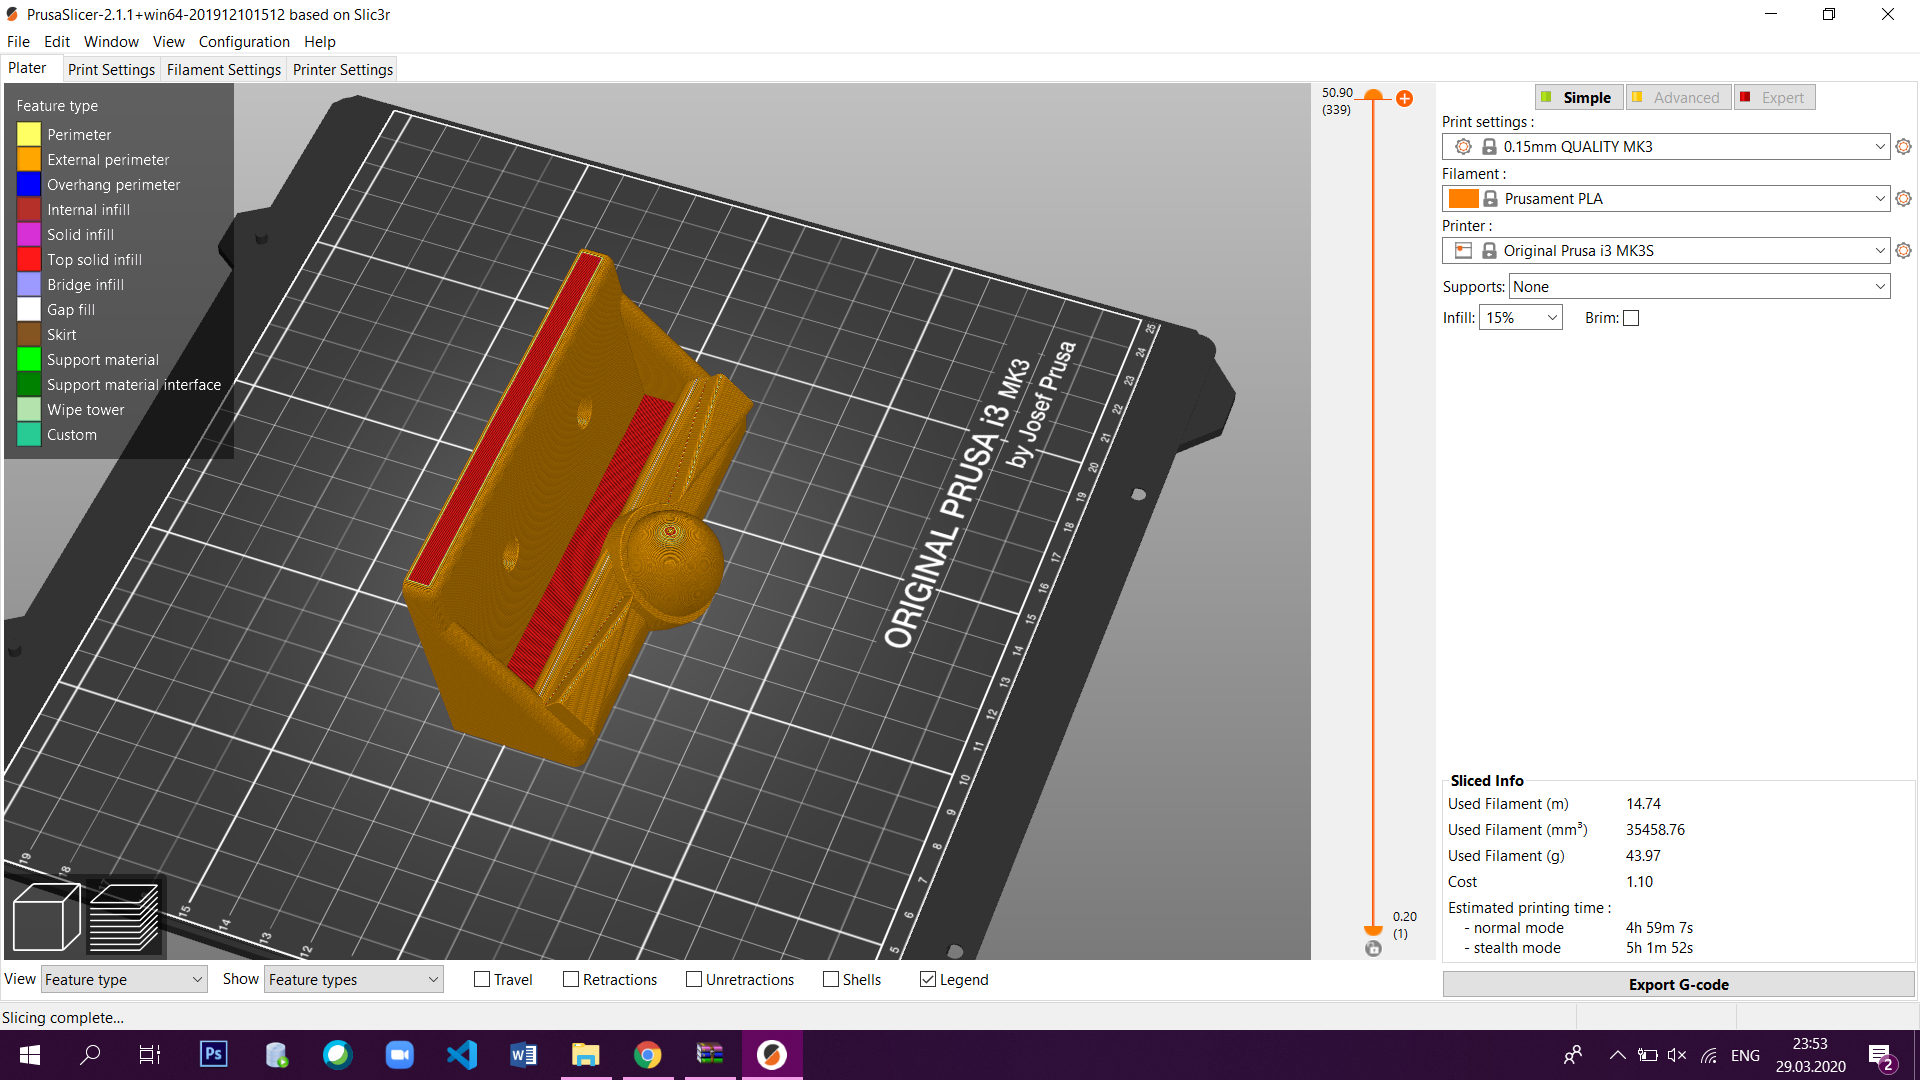 PrusaSlicer-2.1.1+win64-201912101512 based on Slic3r
File Edit Window View Configuration Help
Plater Print Settings Filament Settings Printer Settings
Feature type
Perimeter
External perimeter
Overhang perimeter
Internal infill
Solid infill
Top solid infill
Bridge infill
Gap fill
Skirt
Support material
Support material interface
Wipe tower
Custom
ORIGINAL PRUSA i3 MK3
by Josef Prusa
25
24
23
22
21
20
19
18
17
16
15
14
13
12
11
10
9
8
7
6
5
19
18
15
14
13
12
50.90
(339)
0.20
(1)
Simple Advanced Expert
Print settings :
0.15mm QUALITY MK3
Filament :
Prusament PLA
Printer :
Original Prusa i3 MK3S
Supports: None
Infill: 15% Brim:
Sliced Info
Used Filament (m) 14.74
Used Filament (mm³) 35458.76
Used Filament (g) 43.97
Cost 1.10
Estimated printing time :
- normal mode 4h 59m 7s
- stealth mode 5h 1m 52s
Export G-code
View Feature type Show Feature types Travel Retractions Unretractions Shells Legend
Slicing complete...
Ps
ENG
23:53
29.03.2020
2